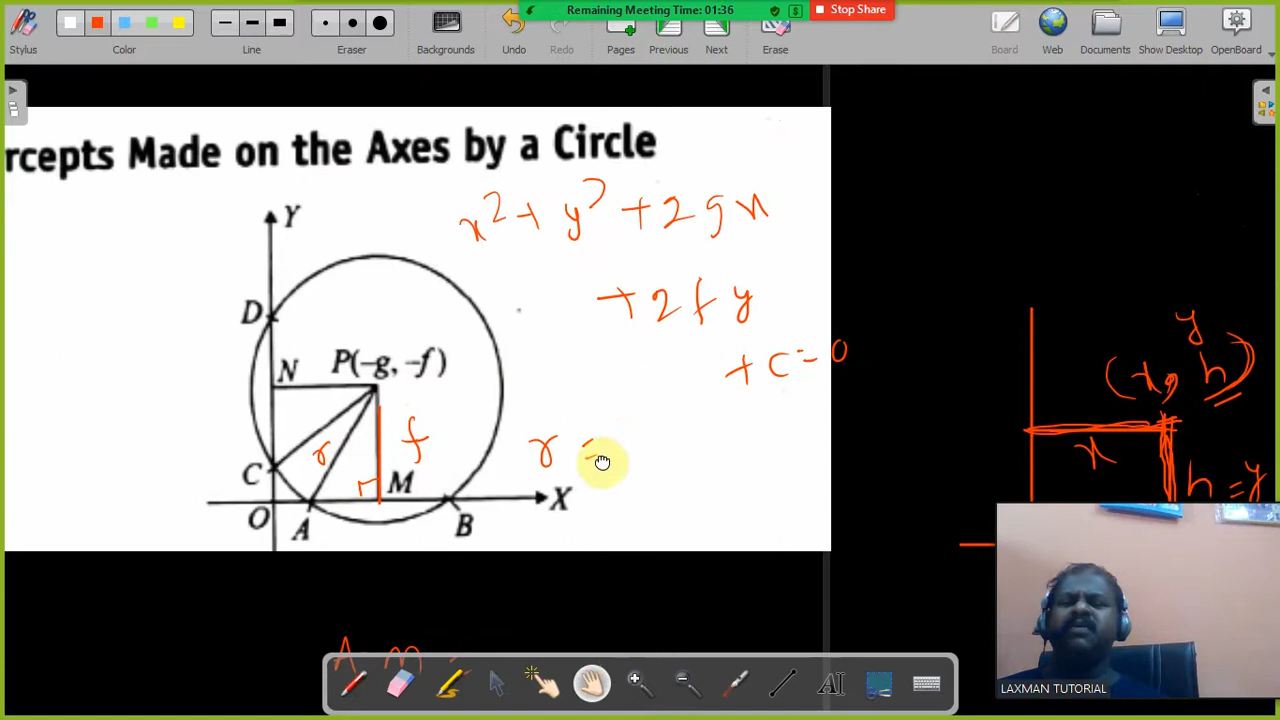 Remaining Meeting Time: 01:36 $ Stop Share
Stylus Color Line Eraser Backgrounds Undo Redo Pages Previous Next Erase Board Web Documents Show Desktop OpenBoard
rcepts Made on the Axes by a Circle
x² + y² + 2gx
+ 2fy
+ c = 0
Y
D
N P(–g, –f)
C r f r =
M
O A B X
y
(x, h)
x
h = y
A m
AI
LAXMAN TUTORIAL